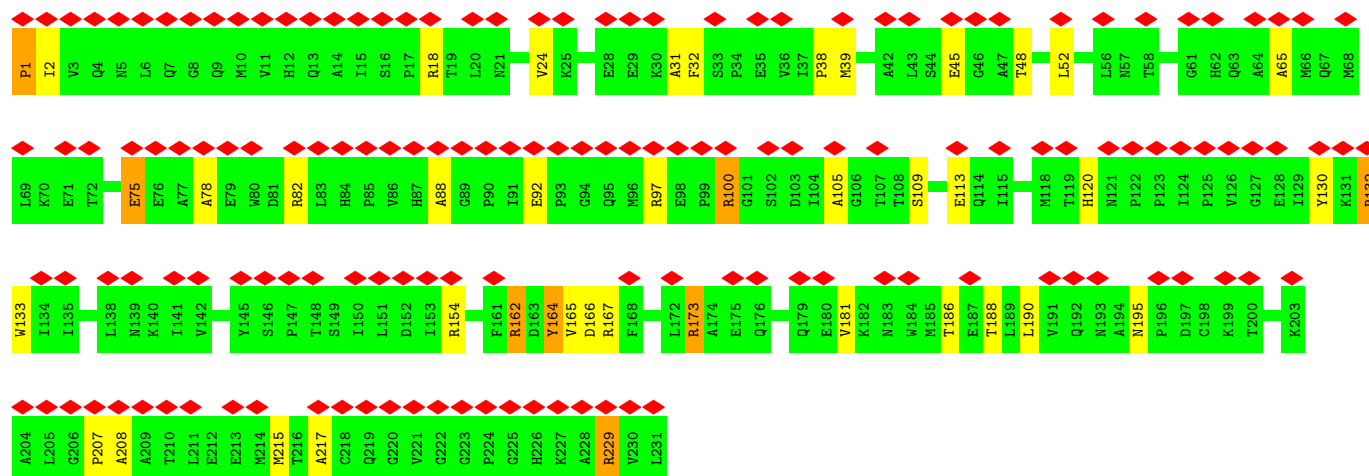 P1 I2 V3 Q4 N5 L6 Q7 G8 Q9 M10 V11 H12 Q13 A14 I15 S16 P17 R18 T19 L20 N21 V24 K25 E28 E29 K30 A31 F32 S33 P34 E35 V36 I37 P38 M39 A42 L43 S44 E45 G46 A47 T48 L52 L56 N57 T58 G61 H62 Q63 A64 A65 M66 Q67 M68
L69 K70 E71 T72 E75 E76 A77 A78 E79 W80 D81 R82 L83 H84 P85 V86 H87 A88 G89 P90 I91 E92 P93 G94 Q95 M96 R97 E98 P99 R100 G101 S102 D103 I104 A105 G106 T107 T108 S109 E113 Q114 I115 M118 T119 H120 N121 P122 P123 I124 P125 V126 G127 E128 I129 Y130 K131 R132
W133 I134 I135 L138 N139 K140 I141 V142 Y145 S146 P147 T148 S149 I150 L151 D152 I153 R154 F161 R162 D163 Y164 V165 D166 R167 F168 L172 R173 A174 E175 Q176 Q179 E180 V181 K182 N183 W184 M185 T186 E187 T188 L189 L190 V191 Q192 N193 A194 N195 P196 D197 C198 K199 T200 K203
A204 L205 G206 P207 A208 A209 T210 L211 E212 E213 M214 M215 T216 A217 C218 Q219 G220 V221 G222 G223 P224 G225 H226 K227 A228 R229 V230 L231